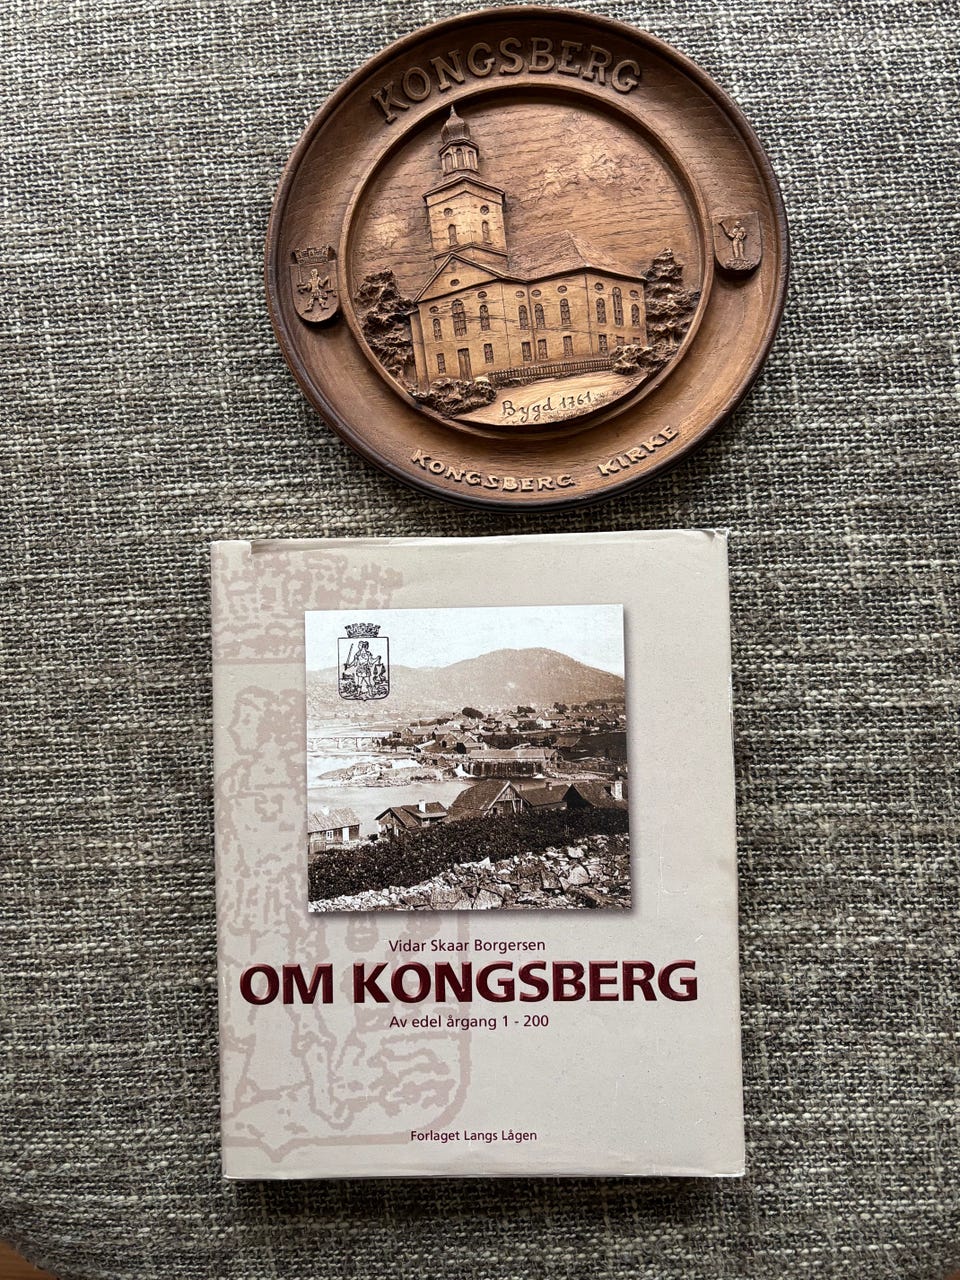 KONGSBERG
Bygd 1761.
KONGSBERG KIRKE
Vidar Skaar Borgersen
OM KONGSBERG
Av edel årgang 1 - 200
Forlaget Langs Lågen